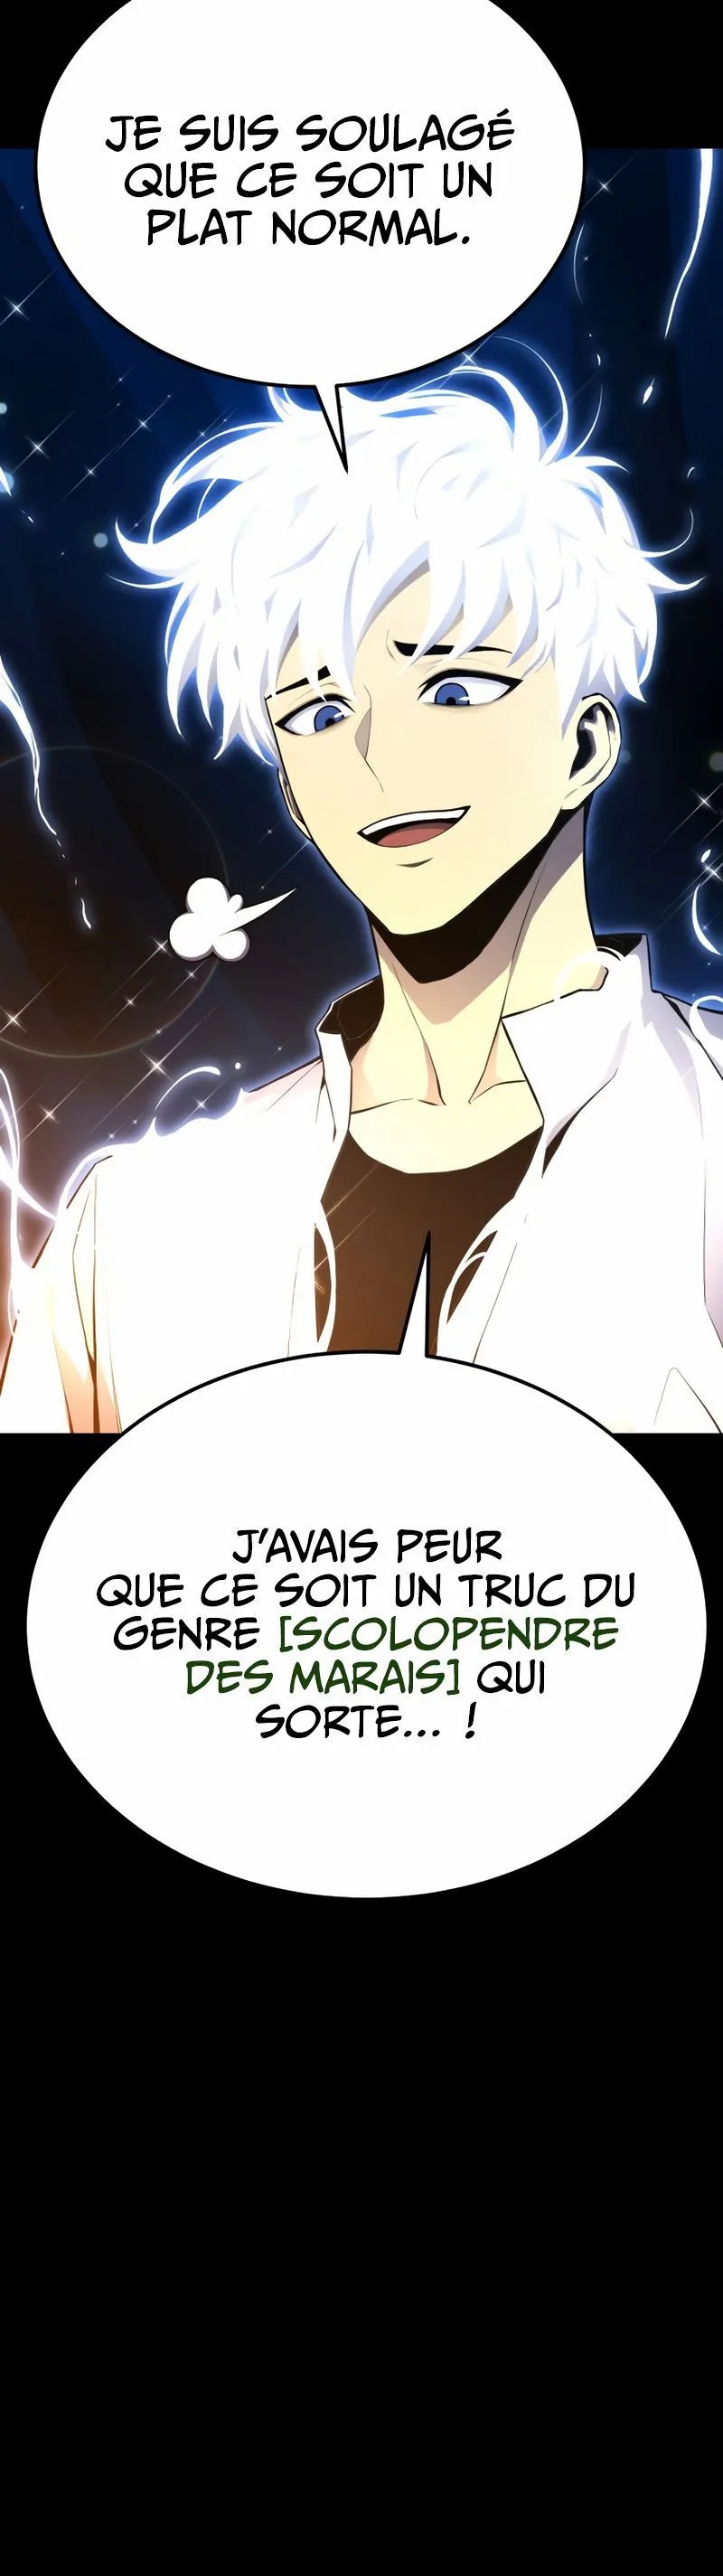 JE SUIS SOULAGÉ
QUE CE SOIT UN
PLAT NORMAL.
J'AVAIS PEUR
QUE CE SOIT UN TRUC DU
GENRE [SCOLOPENDRE
DES MARAIS] QUI
SORTE... !